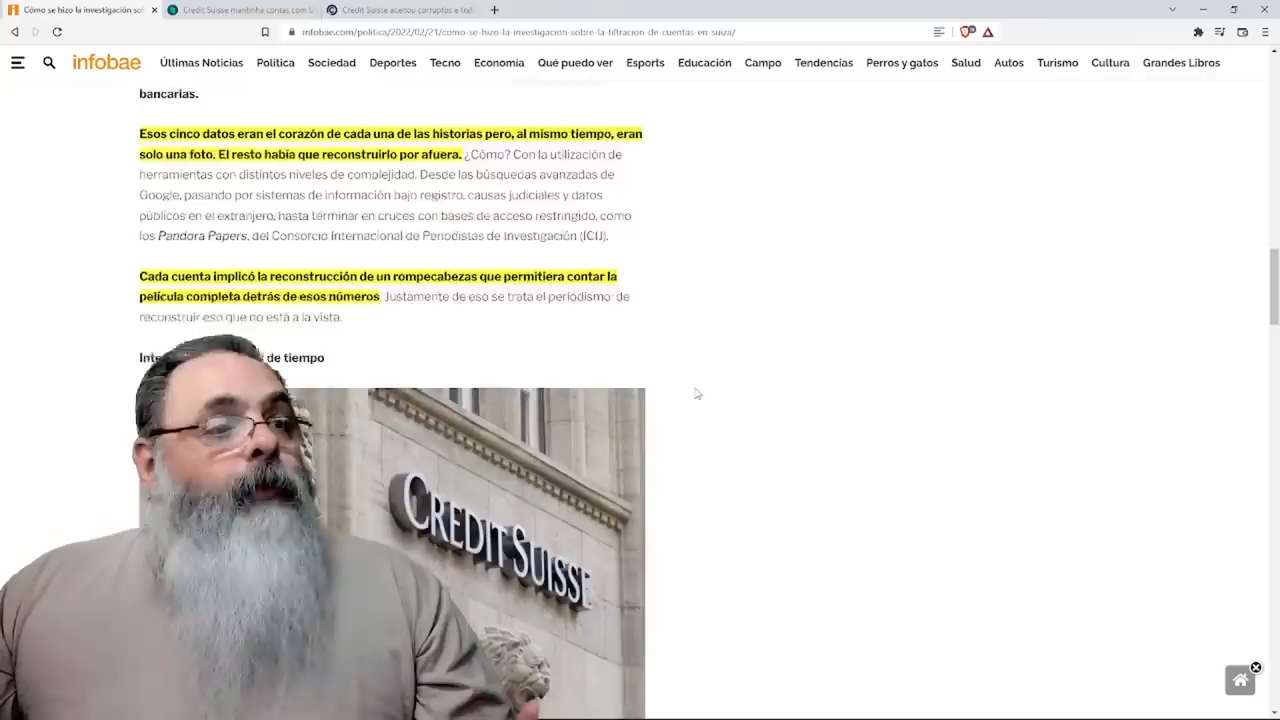 Cómo se hizo la investigación so
Credit Suisse mantinha contas com U
Credit Suisse aceitou corruptos e tra
infobae.com/politica/2022/02/21/como-se-hizo-la-investigacion-sobre-la-filtracion-de-cuentas-en-suiza/
infobae
Últimas Noticias
Política
Sociedad
Deportes
Tecno
Economía
Qué puedo ver
Esports
Educación
Campo
Tendencias
Perros y gatos
Salud
Autos
Turismo
Cultura
Grandes Libros
bancarias.
Esos cinco datos eran el corazón de cada una de las historias pero, al mismo tiempo, eran
solo una foto. El resto había que reconstruirlo por afuera. ¿Cómo? Con la utilización de
herramientas con distintos niveles de complejidad. Desde las búsquedas avanzadas de
Google, pasando por sistemas de información bajo registro, causas judiciales y datos
públicos en el extranjero, hasta terminar en cruces con bases de acceso restringido, como
los Pandora Papers, del Consorcio Internacional de Periodistas de Investigación (ICIJ).
Cada cuenta implicó la reconstrucción de un rompecabezas que permitiera contar la
película completa detrás de esos números. Justamente de eso se trata el periodismo: de
reconstruir eso que no está a la vista.
de tiempo
CREDIT SUISSE